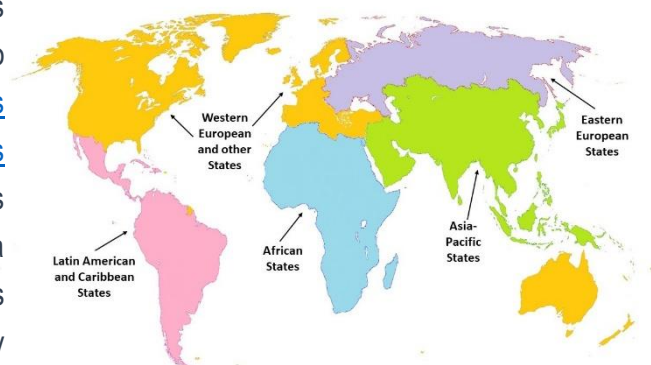 Western
European
and other
States
Eastern
European
States
Latin American
and Caribbean
States
African
States
Asia-
Pacific
States